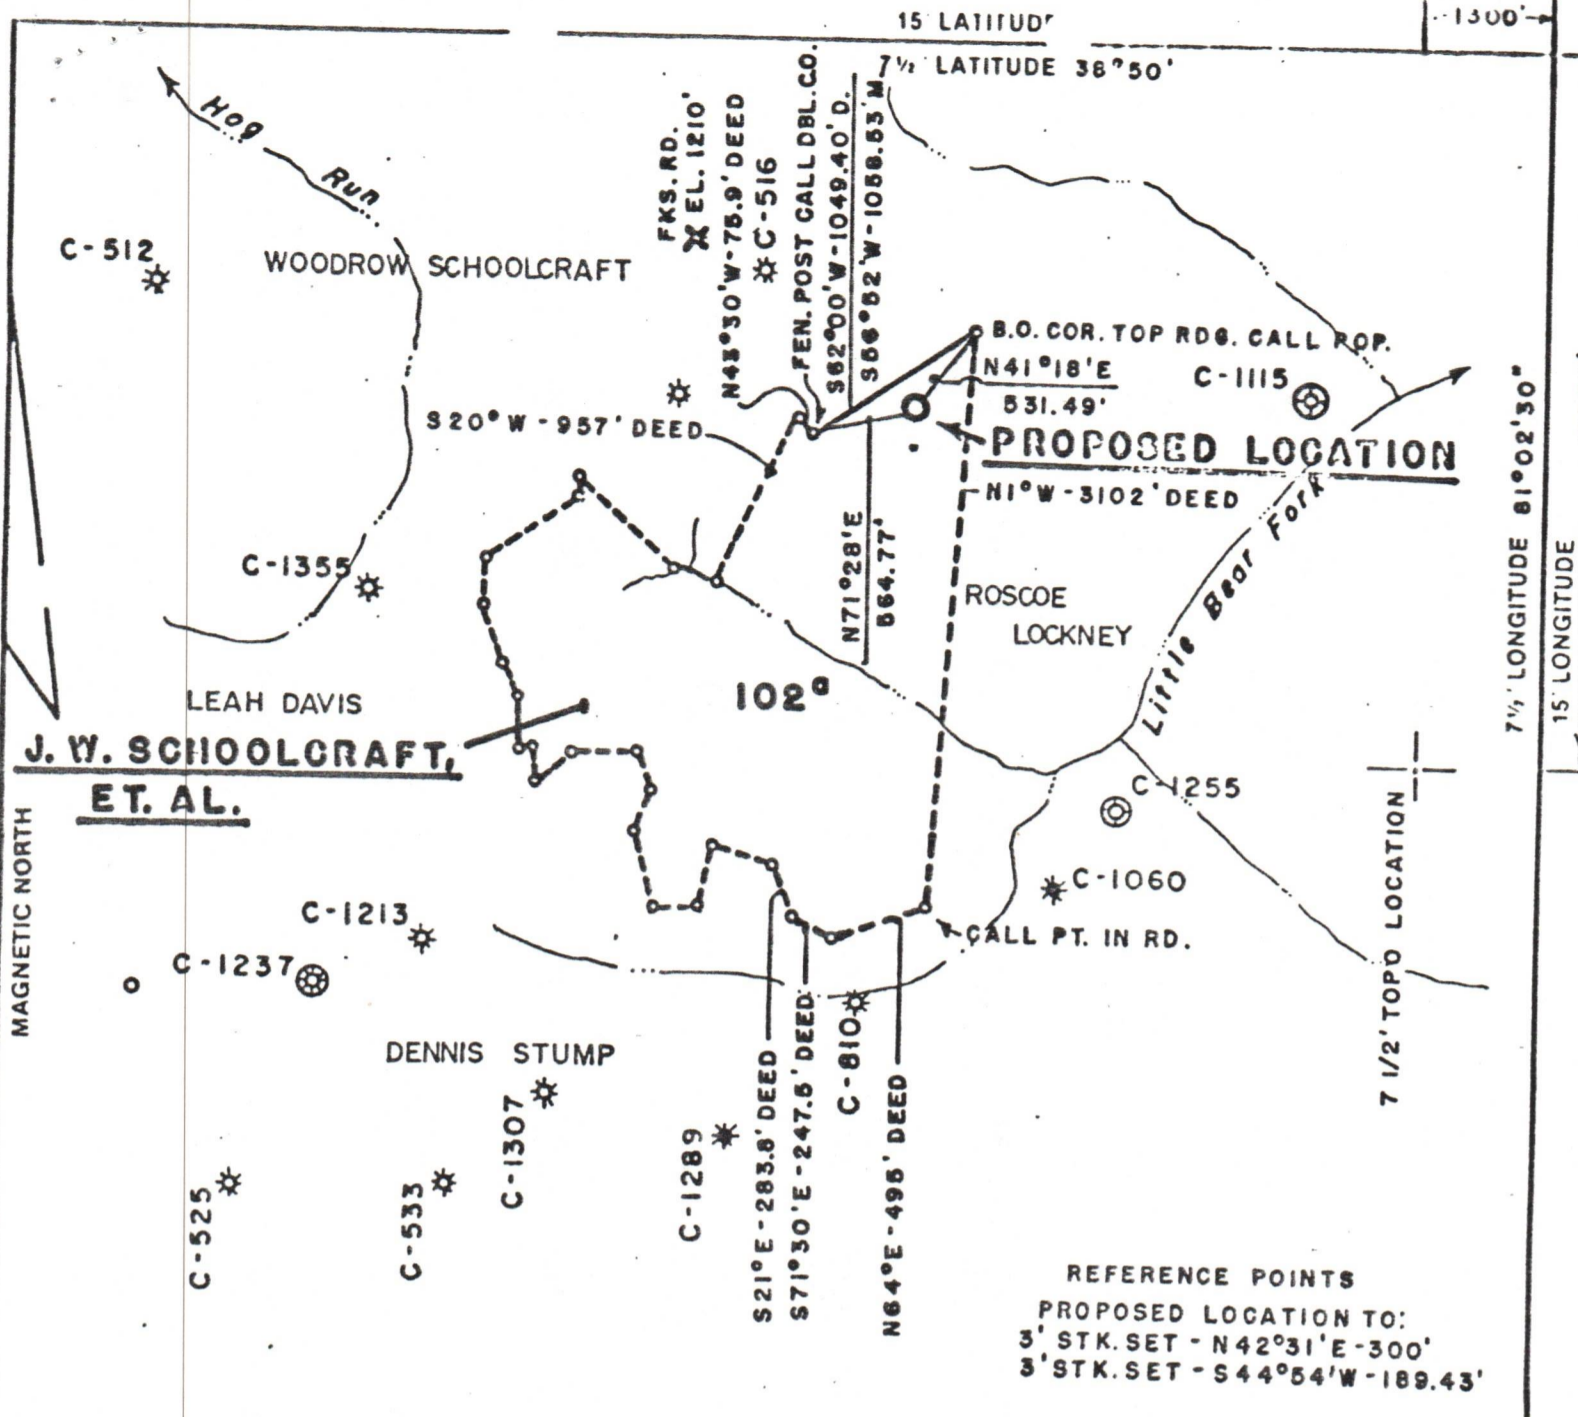 15' LATITUD
1300'
7½' LATITUDE 38°50'
Hog Run
FKS. RD.
EL. 1210'
N43°30'W-75.9' DEED
C-516
FEN. POST CALL DBL. C.O.
S62°00'W-1049.40' D.
S56°52'W-1058.53' M.
C-512
WOODROW SCHOOLCRAFT
B.O. COR. TOP RDG. CALL POP.
N41°18'E
531.49'
C-1115
S20°W-957' DEED
PROPOSED LOCATION
N1°W-3102' DEED
7½' LONGITUDE 81°02'30"
15' LONGITUDE
C-1355
N71°28'E
564.77'
ROSCOE
LOCKNEY
Little Bear Fork
LEAH DAVIS
102ª
J. W. SCHOOLCRAFT,
ET. AL.
MAGNETIC NORTH
C-1255
7 1/2' TOPO LOCATION
C-1060
C-1213
CALL PT. IN RD.
C-1237
DENNIS STUMP
C-1307
C-1289
S21°E-283.8' DEED
S71°30'E-247.5' DEED
C-810
N64°E-495' DEED
C-525
C-533
REFERENCE POINTS
PROPOSED LOCATION TO:
3' STK. SET - N42°31'E-300'
3' STK. SET - S44°54'W-189.43'